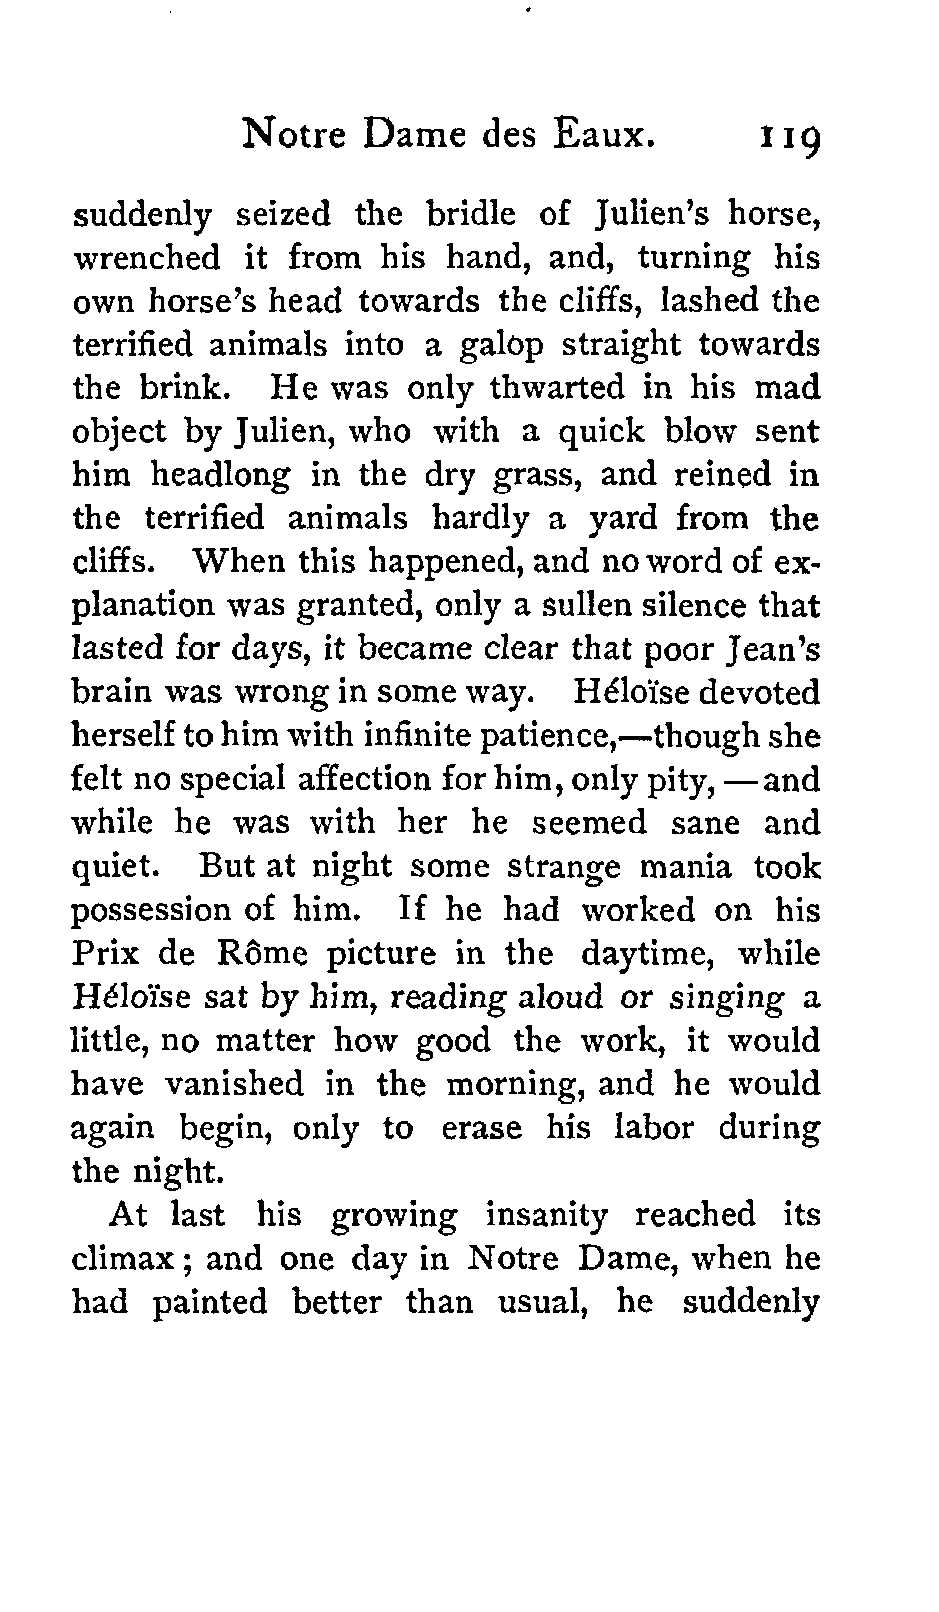 Notre Dame des Eaux. 119
suddenly seized the bridle of Julien's horse,
wrenched it from his hand, and, turning his
own horse's head towards the cliffs, lashed the
terrified animals into a galop straight towards
the brink. He was only thwarted in his mad
object by Julien, who with a quick blow sent
him headlong in the dry grass, and reined in
the terrified animals hardly a yard from the
cliffs. When this happened, and no word of ex-
planation was granted, only a sullen silence that
lasted for days, it became clear that poor Jean's
brain was wrong in some way. Héloïse devoted
herself to him with infinite patience,—though she
felt no special affection for him, only pity, —and
while he was with her he seemed sane and
quiet. But at night some strange mania took
possession of him. If he had worked on his
Prix de Rôme picture in the daytime, while
Héloïse sat by him, reading aloud or singing a
little, no matter how good the work, it would
have vanished in the morning, and he would
again begin, only to erase his labor during
the night.
At last his growing insanity reached its
climax ; and one day in Notre Dame, when he
had painted better than usual, he suddenly